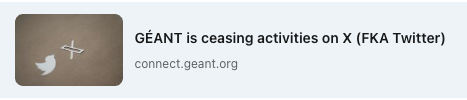 GÉANT is ceasing activities on X (FKA Twitter)
connect.geant.org